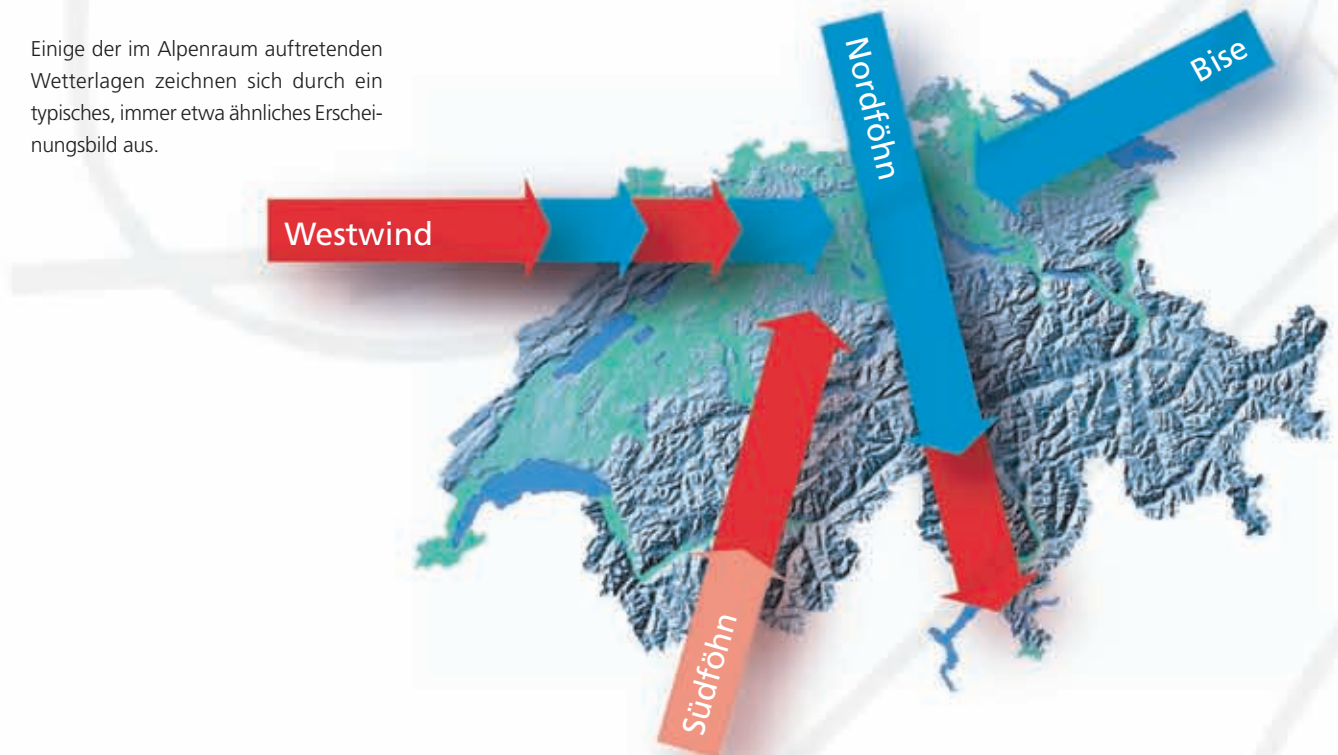 Einige der im Alpenraum auftretenden
Wetterlagen zeichnen sich durch ein
typisches, immer etwa ähnliches Erschei-
nungsbild aus.
Westwind
Nordföhn
Bise
Südföhn